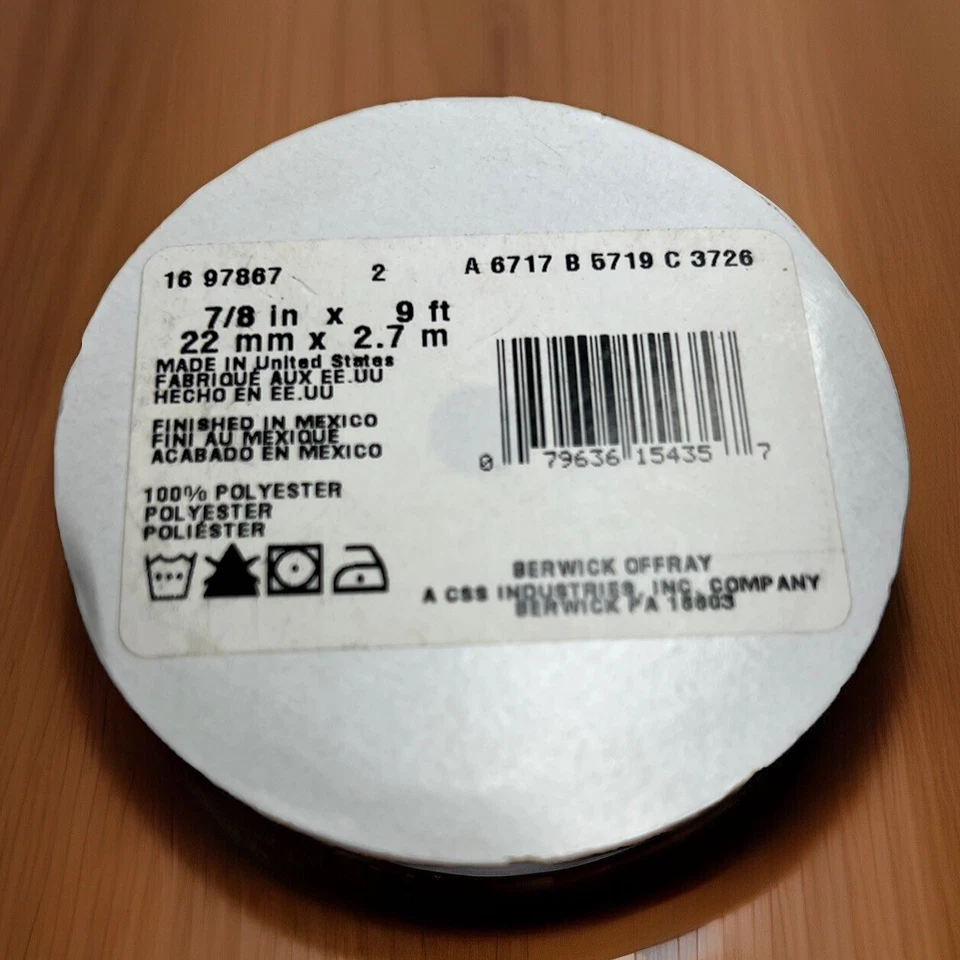 16 97867 2 A 6717 B 5719 C 3726
7/8 in x 9 ft
22 mm x 2.7 m
MADE IN United States
FABRIQUÉ AUX EE.UU
HECHO EN EE.UU
FINISHED IN MEXICO
FINI AU MEXIQUE
ACABADO EN MEXICO
100% POLYESTER
POLYESTER
POLIÉSTER
0 79636 15435 7
BERWICK OFFRAY
A CSS INDUSTRIES, INC. COMPANY
BERWICK PA 18603